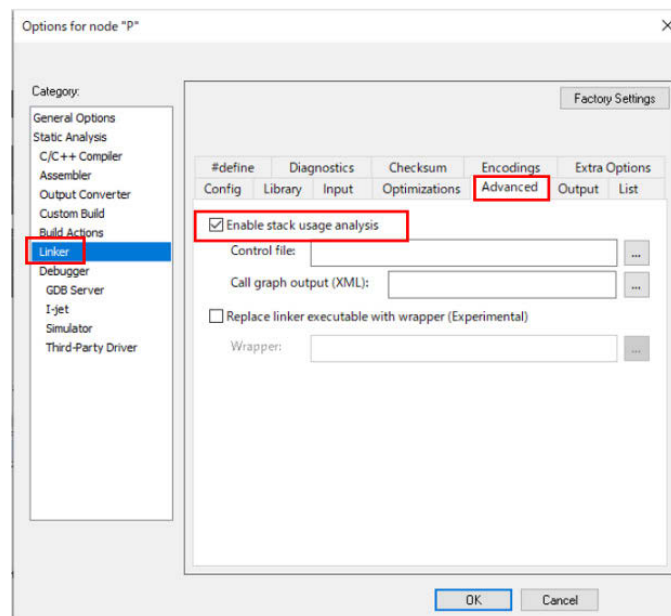 Options for node "P"
Category:
Factory Settings
General Options
Static Analysis
C/C++ Compiler
Assembler
Output Converter
Custom Build
Build Actions
Linker
Debugger
GDB Server
I-jet
Simulator
Third-Party Driver
#define Diagnostics Checksum Encodings Extra Options
Config Library Input Optimizations Advanced Output List
Enable stack usage analysis
Control file:
...
Call graph output (XML):
...
Replace linker executable with wrapper (Experimental)
Wrapper:
...
OK Cancel